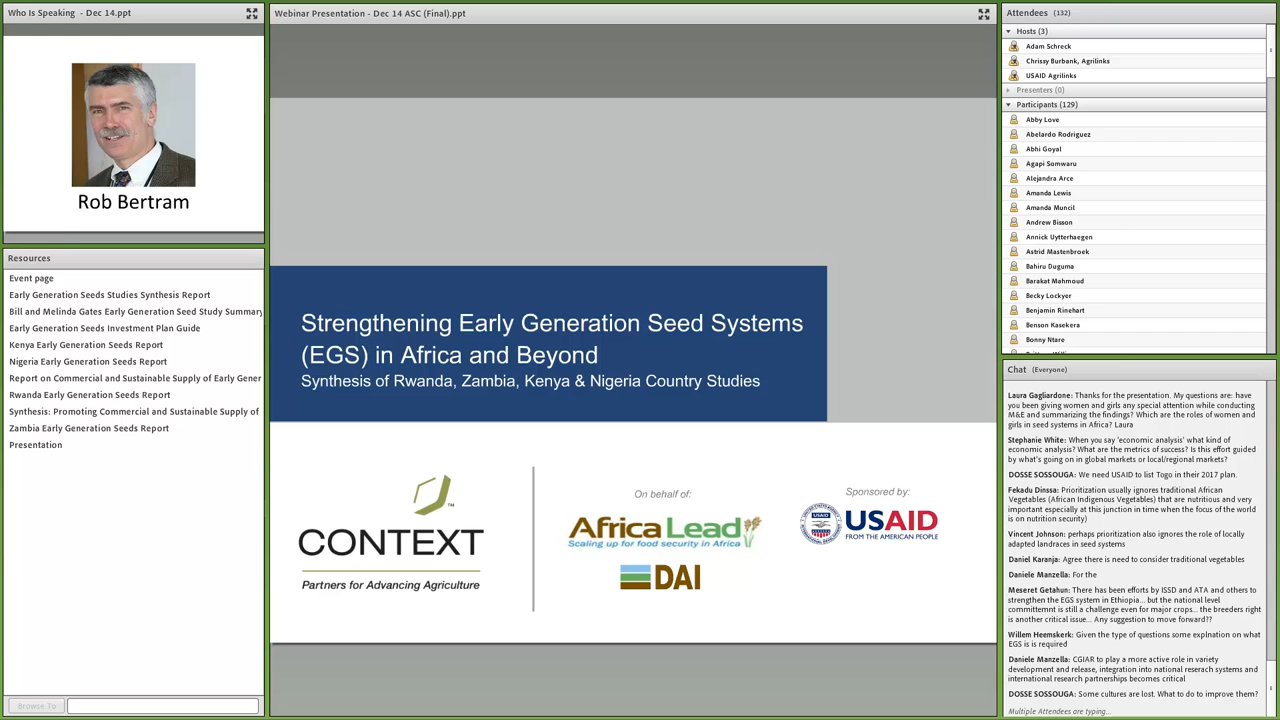 Who Is Speaking - Dec 14.ppt
Rob Bertram
Resources
Event page
Early Generation Seeds Studies Synthesis Report
Bill and Melinda Gates Early Generation Seed Study Summary
Early Generation Seeds Investment Plan Guide
Kenya Early Generation Seeds Report
Nigeria Early Generation Seeds Report
Report on Commercial and Sustainable Supply of Early Gener
Rwanda Early Generation Seeds Report
Synthesis: Promoting Commercial and Sustainable Supply of
Zambia Early Generation Seeds Report
Presentation
Browse To
Webinar Presentation - Dec 14 ASC (Final).ppt
Strengthening Early Generation Seed Systems
(EGS) in Africa and Beyond
Synthesis of Rwanda, Zambia, Kenya & Nigeria Country Studies
CONTEXT
TM
Partners for Advancing Agriculture
On behalf of:
Africa Lead
Scaling up for food security in Africa
DAI
Sponsored by:
USAID
USAID
FROM THE AMERICAN PEOPLE
Attendees (132)
Hosts (3)
Adam Schreck
Chrissy Burbank, Agrilinks
USAID Agrilinks
Presenters (0)
Participants (129)
Abby Love
Abelardo Rodriguez
Abhi Goyal
Agapi Somwaru
Alejandra Arce
Amanda Lewis
Amanda Muncil
Andrew Bisson
Annick Uytterhaegen
Astrid Mastenbroek
Bahiru Duguma
Barakat Mahmoud
Becky Lockyer
Benjamin Rinehart
Benson Kasekera
Bonny Ntare
Chat (Everyone)
Laura Gagliardone: Thanks for the presentation. My questions are: have
you been giving women and girls any special attention while conducting
M&E and summarizing the findings? Which are the roles of women and
girls in seed systems in Africa? Laura
Stephanie White: When you say 'economic analysis' what kind of
economic analysis? What are the metrics of success? Is this effort guided
by what's going on in global markets or local/regional markets?
DOSSE SOSSOUGA: We need USAID to list Togo in their 2017 plan.
Fekadu Dinssa: Prioritization usually ignores traditional African
Vegetables (African Indigenous Vegetables) that are nutritious and very
important especially at this junction in time when the focus of the world
is on nutrition security)
Vincent Johnson: perhaps prioritization also ignores the role of locally
adapted landraces in seed systems
Daniel Karanja: Agree there is need to consider traditional vegetables
Daniele Manzella: For the
Meseret Getahun: There has been efforts by ISSD and ATA and others to
strengthen the EGS system in Ethiopia... but the national level
committemnt is still a challenge even for major crops... the breeders right
is another critical issue... Any suggestion to move forward??
Willem Heemskerk: Given the type of questions some explnation on what
EGS is is required
Daniele Manzella: CGIAR to play a more active role in variety
development and release, integration into national reserach systems and
international research partnerships becomes critical
DOSSE SOSSOUGA: Some cultures are lost. What to do to improve them?
Multiple Attendees are typing...